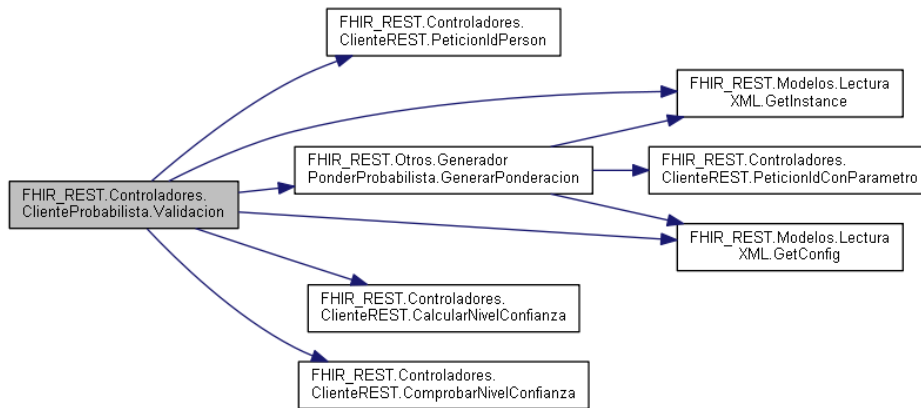 FHIR_REST.Controladores.
ClienteREST.PeticionIdPerson
FHIR_REST.Modelos.Lectura
XML.GetInstance
FHIR_REST.Otros.Generador
PonderProbabilista.GenerarPonderacion
FHIR_REST.Controladores.
ClienteREST.PeticionIdConParametro
FHIR_REST.Controladores.
ClienteProbabilista.Validacion
FHIR_REST.Modelos.Lectura
XML.GetConfig
FHIR_REST.Controladores.
ClienteREST.CalcularNivelConfianza
FHIR_REST.Controladores.
ClienteREST.ComprobarNivelConfianza